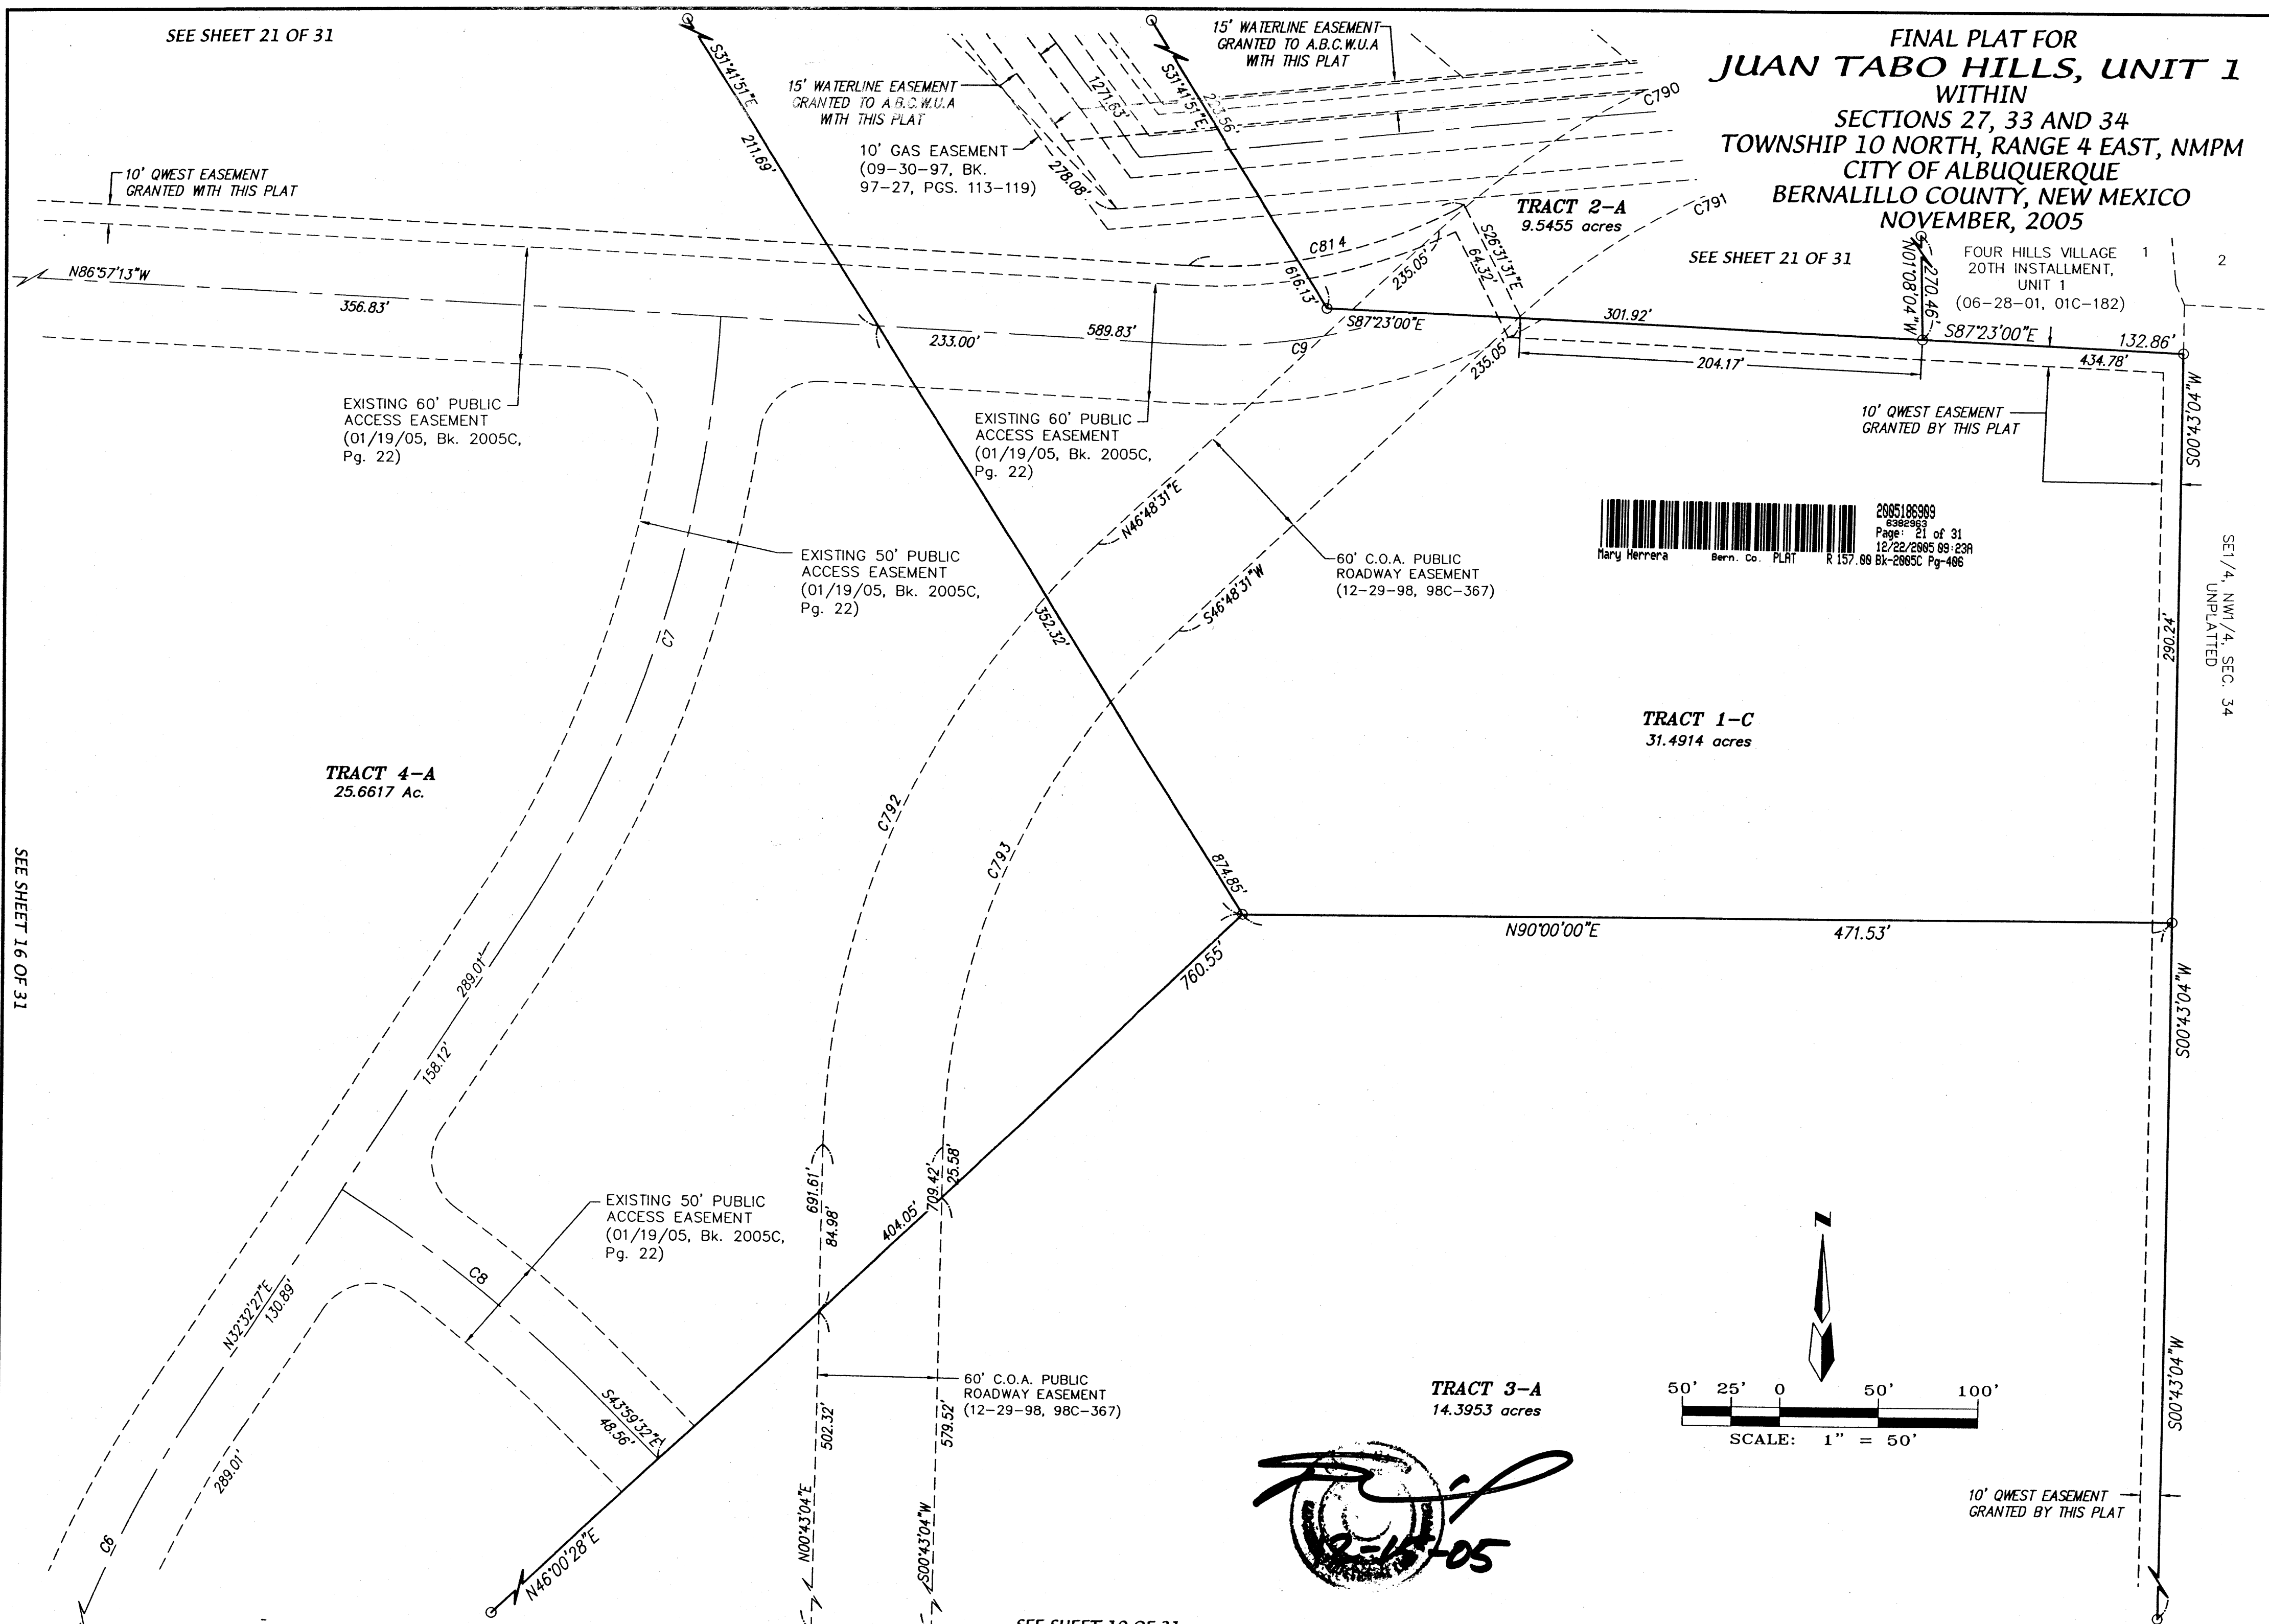 SEE SHEET 21 OF 31
FINAL PLAT FOR
JUAN TABO HILLS, UNIT 1
WITHIN
SECTIONS 27, 33 AND 34
TOWNSHIP 10 NORTH, RANGE 4 EAST, NMPM
CITY OF ALBUQUERQUE
BERNALILLO COUNTY, NEW MEXICO
NOVEMBER, 2005
15' WATERLINE EASEMENT
GRANTED TO A.B.C.W.U.A
WITH THIS PLAT
15' WATERLINE EASEMENT
GRANTED TO A.B.C.W.U.A
WITH THIS PLAT
10' GAS EASEMENT
(09-30-97, BK.
97-27, PGS. 113-119)
S31°41'51"E
211.69'
S31°41'51"E
1271.63'
278.08'
C790
C791
10' QWEST EASEMENT
GRANTED WITH THIS PLAT
TRACT 2-A
9.5455 acres
SEE SHEET 21 OF 31
FOUR HILLS VILLAGE
20TH INSTALLMENT,
UNIT 1
(06-28-01, 01C-182)
1
2
N01°08'04"W
270.46'
N86°57'13"W
356.83'
233.00'
589.83'
C814
616.13'
235.05'
S26°31'31"E
64.32'
S87°23'00"E
301.92'
S87°23'00"E
132.86'
434.78'
204.17'
C9
235.05'
EXISTING 60' PUBLIC
ACCESS EASEMENT
(01/19/05, Bk. 2005C,
Pg. 22)
EXISTING 60' PUBLIC
ACCESS EASEMENT
(01/19/05, Bk. 2005C,
Pg. 22)
10' QWEST EASEMENT
GRANTED BY THIS PLAT
S00°43'04"W
N46°48'31"E
S46°48'31"W
EXISTING 50' PUBLIC
ACCESS EASEMENT
(01/19/05, Bk. 2005C,
Pg. 22)
60' C.O.A. PUBLIC
ROADWAY EASEMENT
(12-29-98, 98C-367)
2005186909
6382963
Page: 21 of 31
12/22/2005 09:23A
Mary Herrera Bern. Co. PLAT R 157.00 Bk-2005C Pg-406
SE1/4, NW1/4, SEC. 34
UNPLATTED
290.24'
352.32'
C7
TRACT 1-C
31.4914 acres
TRACT 4-A
25.6617 Ac.
C792
C793
874.85'
SEE SHEET 16 OF 31
N90°00'00"E
471.53'
760.55'
289.01'
158.12'
S00°43'04"W
691.61'
84.98'
709.42'
25.58'
404.05'
EXISTING 50' PUBLIC
ACCESS EASEMENT
(01/19/05, Bk. 2005C,
Pg. 22)
C8
N32°32'27"E
130.89'
S43°59'32"E
48.56'
289.01'
C6
N46°00'28"E
60' C.O.A. PUBLIC
ROADWAY EASEMENT
(12-29-98, 98C-367)
502.32'
579.52'
N00°43'04"E
S00°43'04"W
TRACT 3-A
14.3953 acres
N
50' 25' 0 50' 100'
SCALE: 1" = 50'
S00°43'04"W
10' QWEST EASEMENT
GRANTED BY THIS PLAT